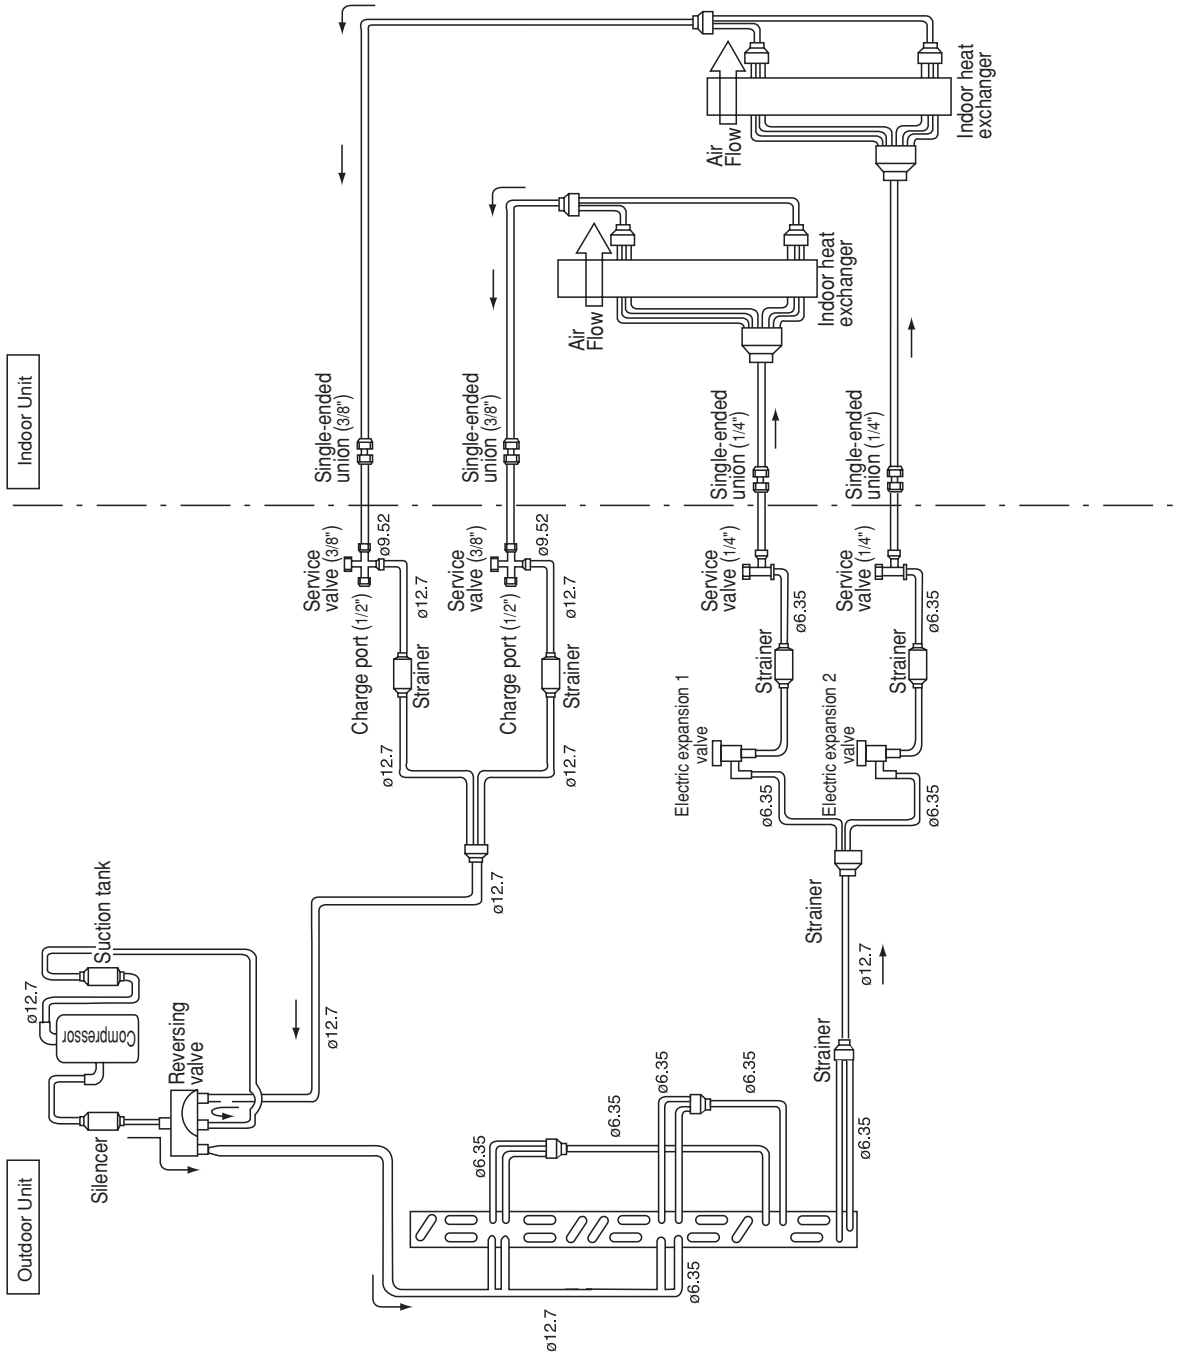 Indoor Unit
Outdoor Unit
Air
Flow
Indoor heat
exchanger
Air
Flow
Indoor heat
exchanger
Single-ended
union (3/8")
Single-ended
union (3/8")
Single-ended
union (1/4")
Single-ended
union (1/4")
Service
valve (3/8")
ø9.52
Service
valve (3/8")
ø9.52
Service
valve (1/4")
Service
valve (1/4")
Charge port (1/2")
ø12.7
Charge port (1/2")
ø12.7
ø6.35
ø6.35
Strainer
Strainer
Strainer
Strainer
ø12.7
ø12.7
Electric expansion 1
valve
Electric expansion 2
valve
ø6.35
ø6.35
ø12.7
Strainer
ø12.7
Strainer
Suction tank
ø12.7
Compressor
Reversing
valve
ø12.7
Silencer
ø6.35
ø6.35
ø6.35
ø6.35
ø6.35
ø6.35
ø12.7